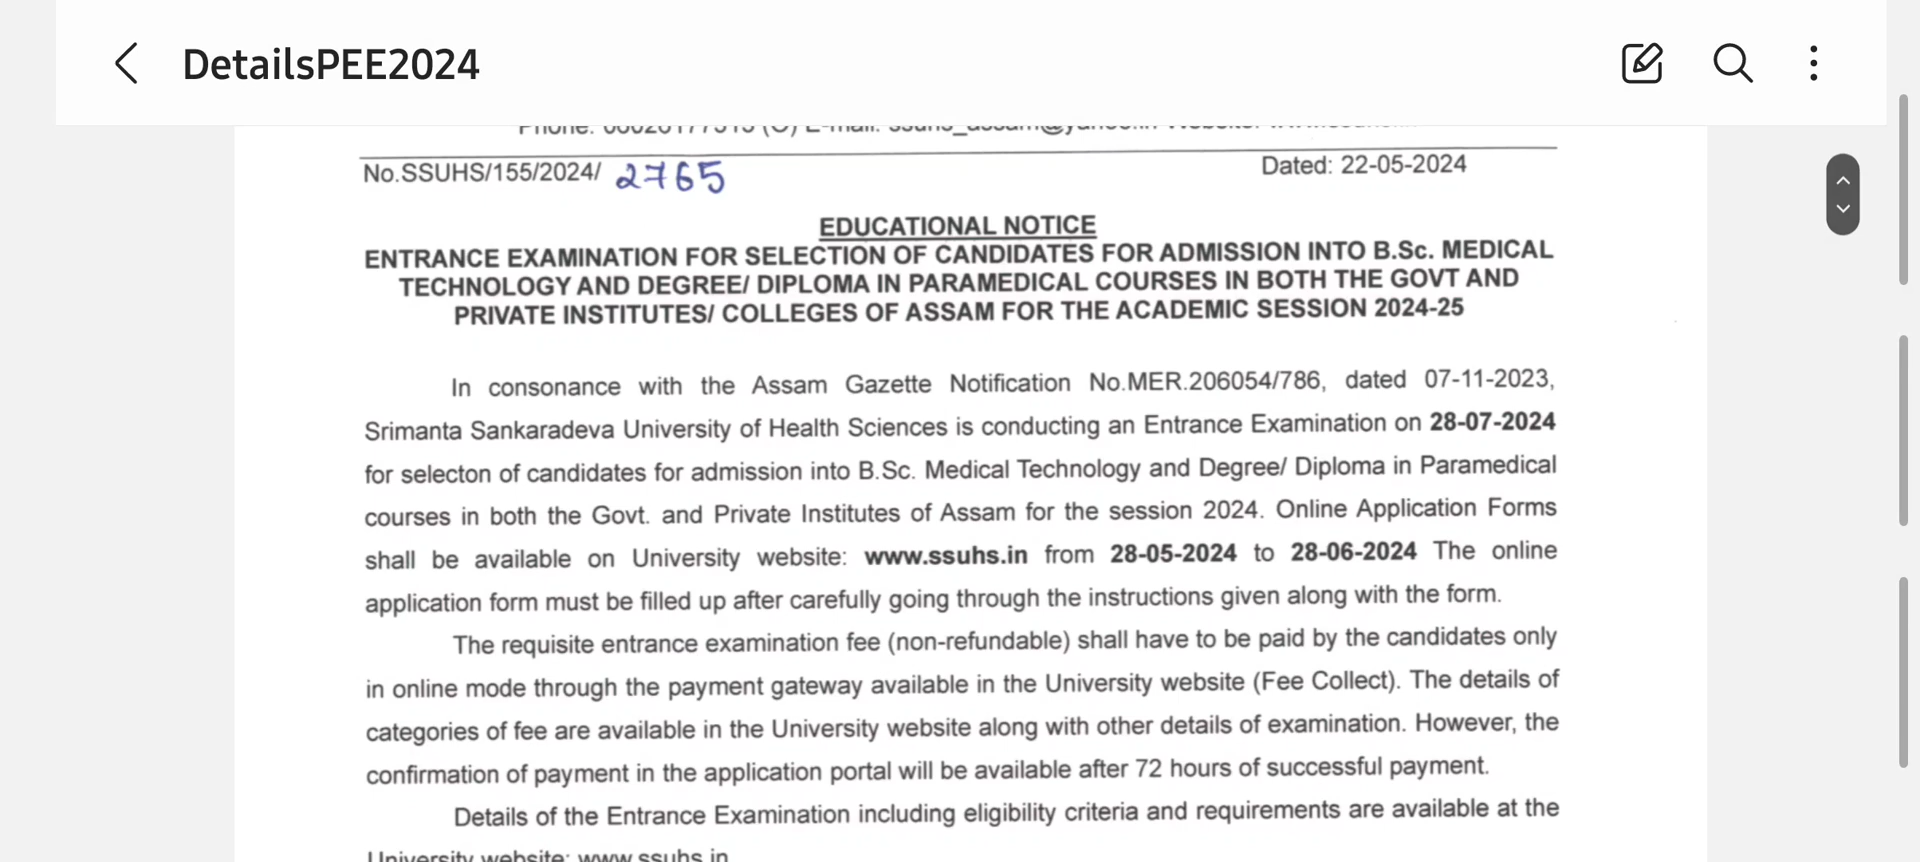 DetailsPEE2024
No.SSUHS/155/2024/ 2765 Dated: 22-05-2024
EDUCATIONAL NOTICE
ENTRANCE EXAMINATION FOR SELECTION OF CANDIDATES FOR ADMISSION INTO B.Sc. MEDICAL
TECHNOLOGY AND DEGREE/ DIPLOMA IN PARAMEDICAL COURSES IN BOTH THE GOVT AND
PRIVATE INSTITUTES/ COLLEGES OF ASSAM FOR THE ACADEMIC SESSION 2024-25
In consonance with the Assam Gazette Notification No.MER.206054/786, dated 07-11-2023,
Srimanta Sankaradeva University of Health Sciences is conducting an Entrance Examination on 28-07-2024
for selecton of candidates for admission into B.Sc. Medical Technology and Degree/ Diploma in Paramedical
courses in both the Govt. and Private Institutes of Assam for the session 2024. Online Application Forms
shall be available on University website: www.ssuhs.in from 28-05-2024 to 28-06-2024 The online
application form must be filled up after carefully going through the instructions given along with the form.
The requisite entrance examination fee (non-refundable) shall have to be paid by the candidates only
in online mode through the payment gateway available in the University website (Fee Collect). The details of
categories of fee are available in the University website along with other details of examination. However, the
confirmation of payment in the application portal will be available after 72 hours of successful payment.
Details of the Entrance Examination including eligibility criteria and requirements are available at the
University website: www.ssuhs.in